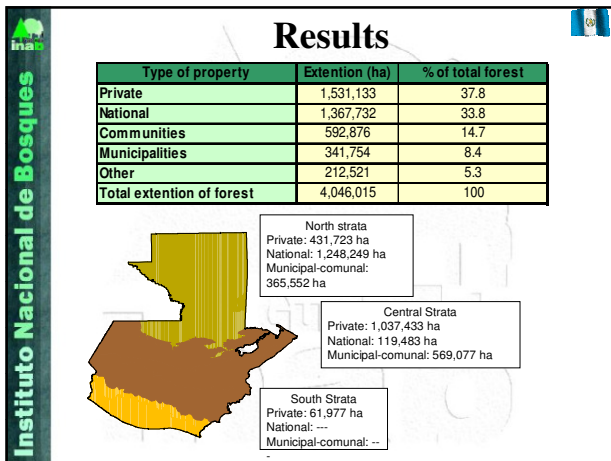 inab
Results
Instituto Nacional de Bosques
Type of property Extention (ha) % of total forest
Private 1,531,133 37.8
National 1,367,732 33.8
Communities 592,876 14.7
Municipalities 341,754 8.4
Other 212,521 5.3
Total extention of forest 4,046,015 100
North strata
Private: 431,723 ha
National: 1,248,249 ha
Municipal-comunal:
365,552 ha
Central Strata
Private: 1,037,433 ha
National: 119,483 ha
Municipal-comunal: 569,077 ha
South Strata
Private: 61,977 ha
National: ---
Municipal-comunal: --
-